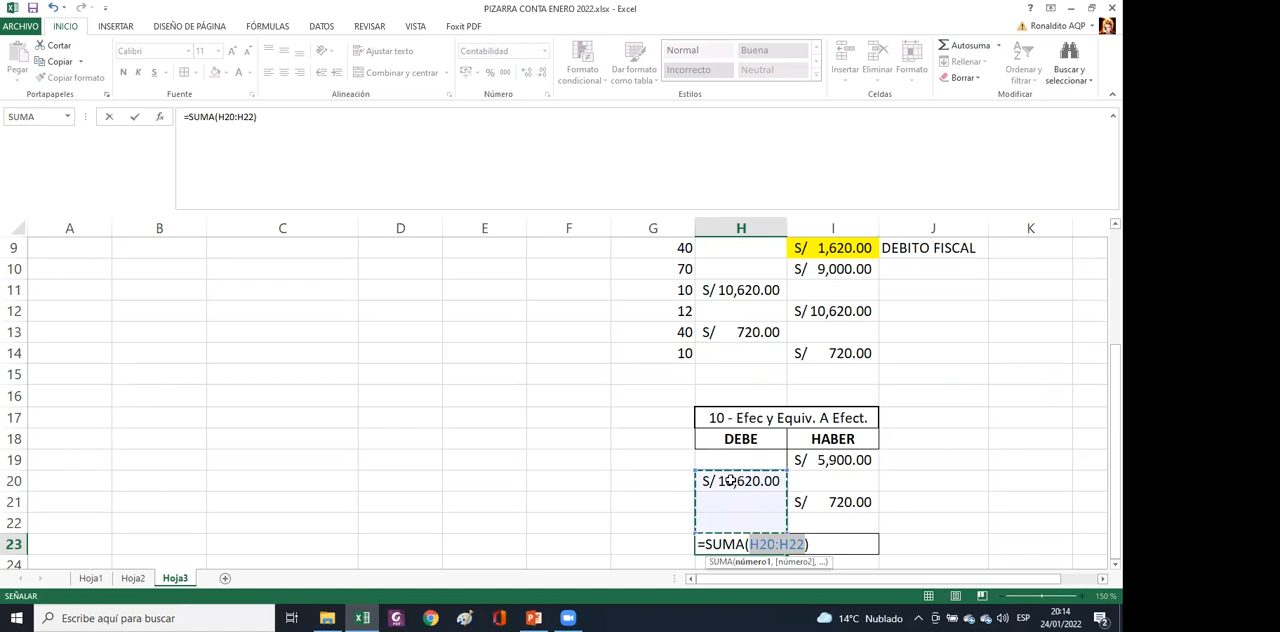 PIZARRA CONTA ENERO 2022.xlsx - Excel
ARCHIVO INICIO INSERTAR DISEÑO DE PÁGINA FÓRMULAS DATOS REVISAR VISTA Foxit PDF Ronaldito AQP
Pegar
Cortar
Copiar
Copiar formato
Portapapeles
Calibri 11
N K S
Fuente
Ajustar texto
Combinar y centrar
Alineación
Contabilidad
% 000
Número
Formato condicional
Dar formato como tabla
Normal Buena
Incorrecto Neutral
Estilos
Insertar Eliminar Formato
Celdas
Autosuma
Rellenar
Borrar
Ordenar y filtrar
Buscar y seleccionar
Modificar
SUMA =SUMA(H20:H22)
A B C D E F G H I J K
9 40 S/ 1,620.00 DEBITO FISCAL
10 70 S/ 9,000.00
11 10 S/ 10,620.00
12 12 S/ 10,620.00
13 40 S/ 720.00
14 10 S/ 720.00
15
16
17 10 - Efec y Equiv. A Efect.
18 DEBE HABER
19 S/ 5,900.00
20 S/ 10,620.00
21 S/ 720.00
22
23 =SUMA(H20:H22)
24 SUMA(número1, [número2], ...)
Hoja1 Hoja2 Hoja3
SEÑALAR 150 %
Escribe aquí para buscar 14°C Nublado ESP 20:14
24/01/2022 2